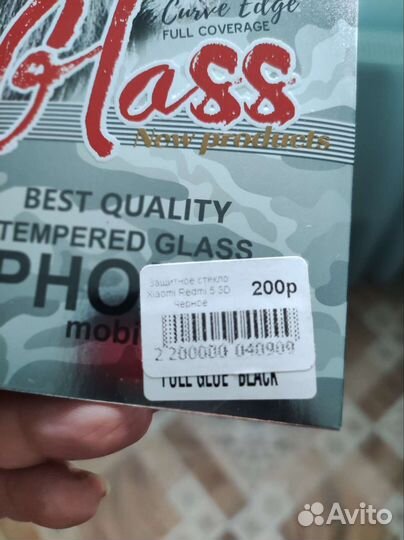 Curve Edge
FULL COVERAGE
Glass
New products
BEST QUALITY
TEMPERED GLASS
PHO
mobi
Защитное стекло
Xiaomi Redmi 5 5D
Черное
200р
2 200000 040909
FULL GLUE BLACK
Avito